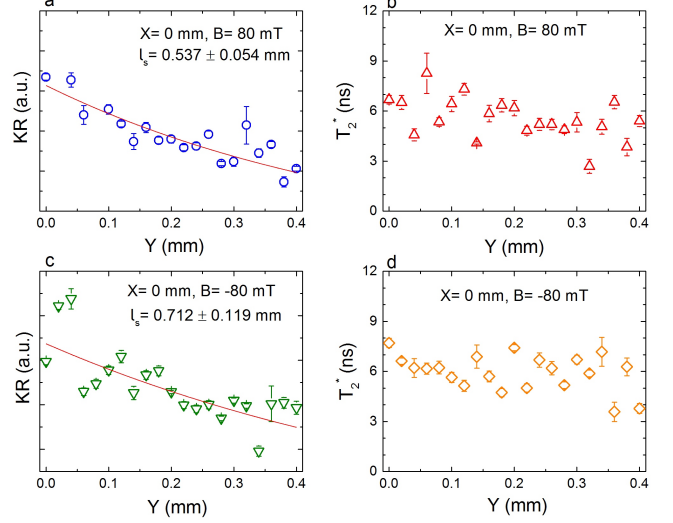 a
X= 0 mm, B= 80 mT
lₛ= 0.537 ± 0.054 mm
KR (a.u.)
0.0 0.1 0.2 0.3 0.4
Y (mm)
b
X= 0 mm, B= 80 mT
T₂* (ns)
12
9
6
3
0
0.0 0.1 0.2 0.3 0.4
Y (mm)
c
X= 0 mm, B= -80 mT
lₛ= 0.712 ± 0.119 mm
KR (a.u.)
0.0 0.1 0.2 0.3 0.4
Y (mm)
d
X= 0 mm, B= -80 mT
T₂* (ns)
12
9
6
3
0
0.0 0.1 0.2 0.3 0.4
Y (mm)